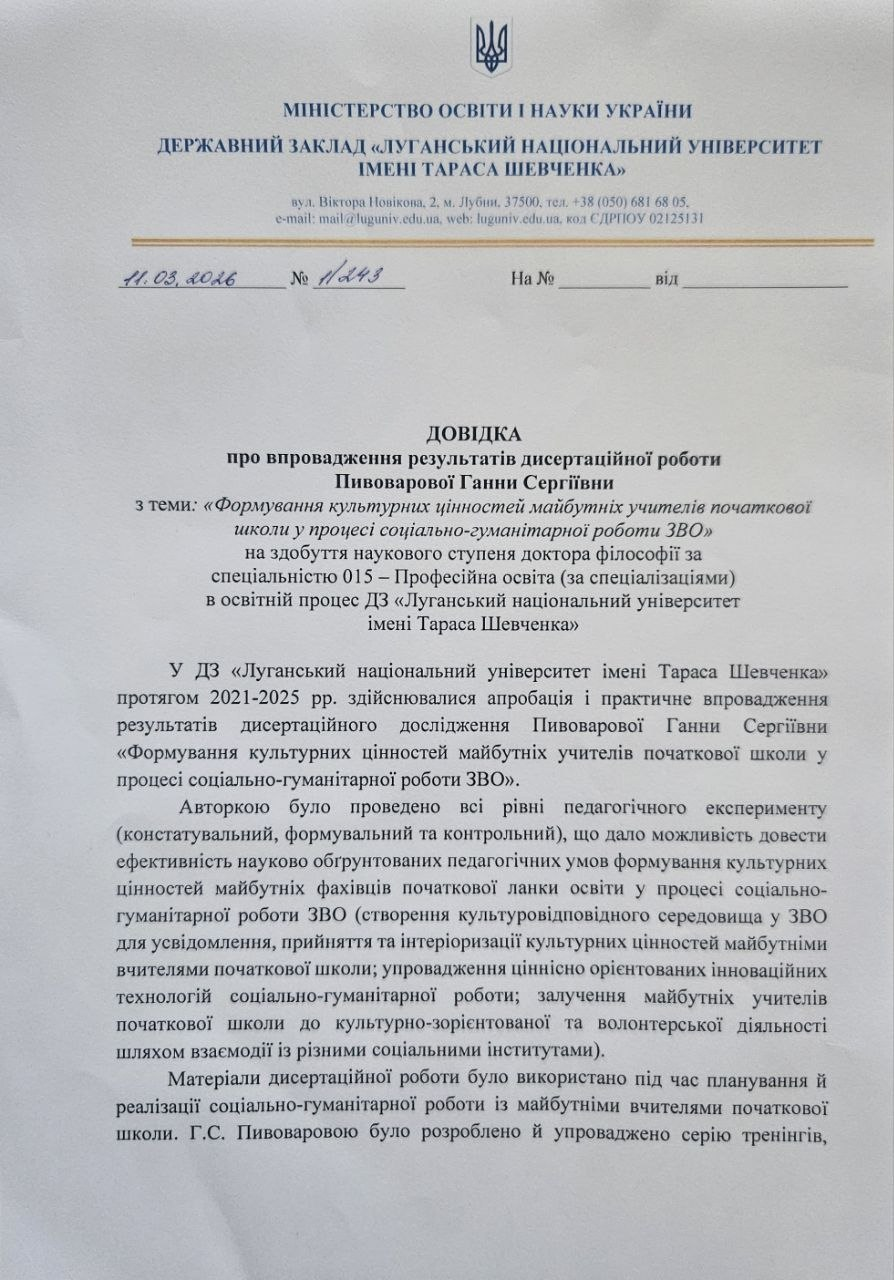 МІНІСТЕРСТВО ОСВІТИ І НАУКИ УКРАЇНИ
ДЕРЖАВНИЙ ЗАКЛАД «ЛУГАНСЬКИЙ НАЦІОНАЛЬНИЙ УНІВЕРСИТЕТ
ІМЕНІ ТАРАСА ШЕВЧЕНКА»
вул. Віктора Новікова, 2, м. Лубни, 37500, тел. +38 (050) 681 68 05,
e-mail: mail@luguniv.edu.ua, web: luguniv.edu.ua, код ЄДРПОУ 02125131
11.03.2026 № 1/243 На № __________ від __________________
ДОВІДКА
про впровадження результатів дисертаційної роботи
Пивоварової Ганни Сергіївни
з теми: «Формування культурних цінностей майбутніх учителів початкової
школи у процесі соціально-гуманітарної роботи ЗВО»
на здобуття наукового ступеня доктора філософії за
спеціальністю 015 – Професійна освіта (за спеціалізаціями)
в освітній процес ДЗ «Луганський національний університет
імені Тараса Шевченка»
У ДЗ «Луганський національний університет імені Тараса Шевченка»
протягом 2021-2025 рр. здійснювалися апробація і практичне впровадження
результатів дисертаційного дослідження Пивоварової Ганни Сергіївни
«Формування культурних цінностей майбутніх учителів початкової школи у
процесі соціально-гуманітарної роботи ЗВО».
Авторкою було проведено всі рівні педагогічного експерименту
(констатувальний, формувальний та контрольний), що дало можливість довести
ефективність науково обґрунтованих педагогічних умов формування культурних
цінностей майбутніх фахівців початкової ланки освіти у процесі соціально-
гуманітарної роботи ЗВО (створення культуровідповідного середовища у ЗВО
для усвідомлення, прийняття та інтеріоризації культурних цінностей майбутніми
вчителями початкової школи; упровадження ціннісно орієнтованих інноваційних
технологій соціально-гуманітарної роботи; залучення майбутніх учителів
початкової школи до культурно-зорієнтованої та волонтерської діяльності
шляхом взаємодії із різними соціальними інститутами).
Матеріали дисертаційної роботи було використано під час планування й
реалізації соціально-гуманітарної роботи із майбутніми вчителями початкової
школи. Г.С. Пивоваровою було розроблено й упроваджено серію тренінгів,